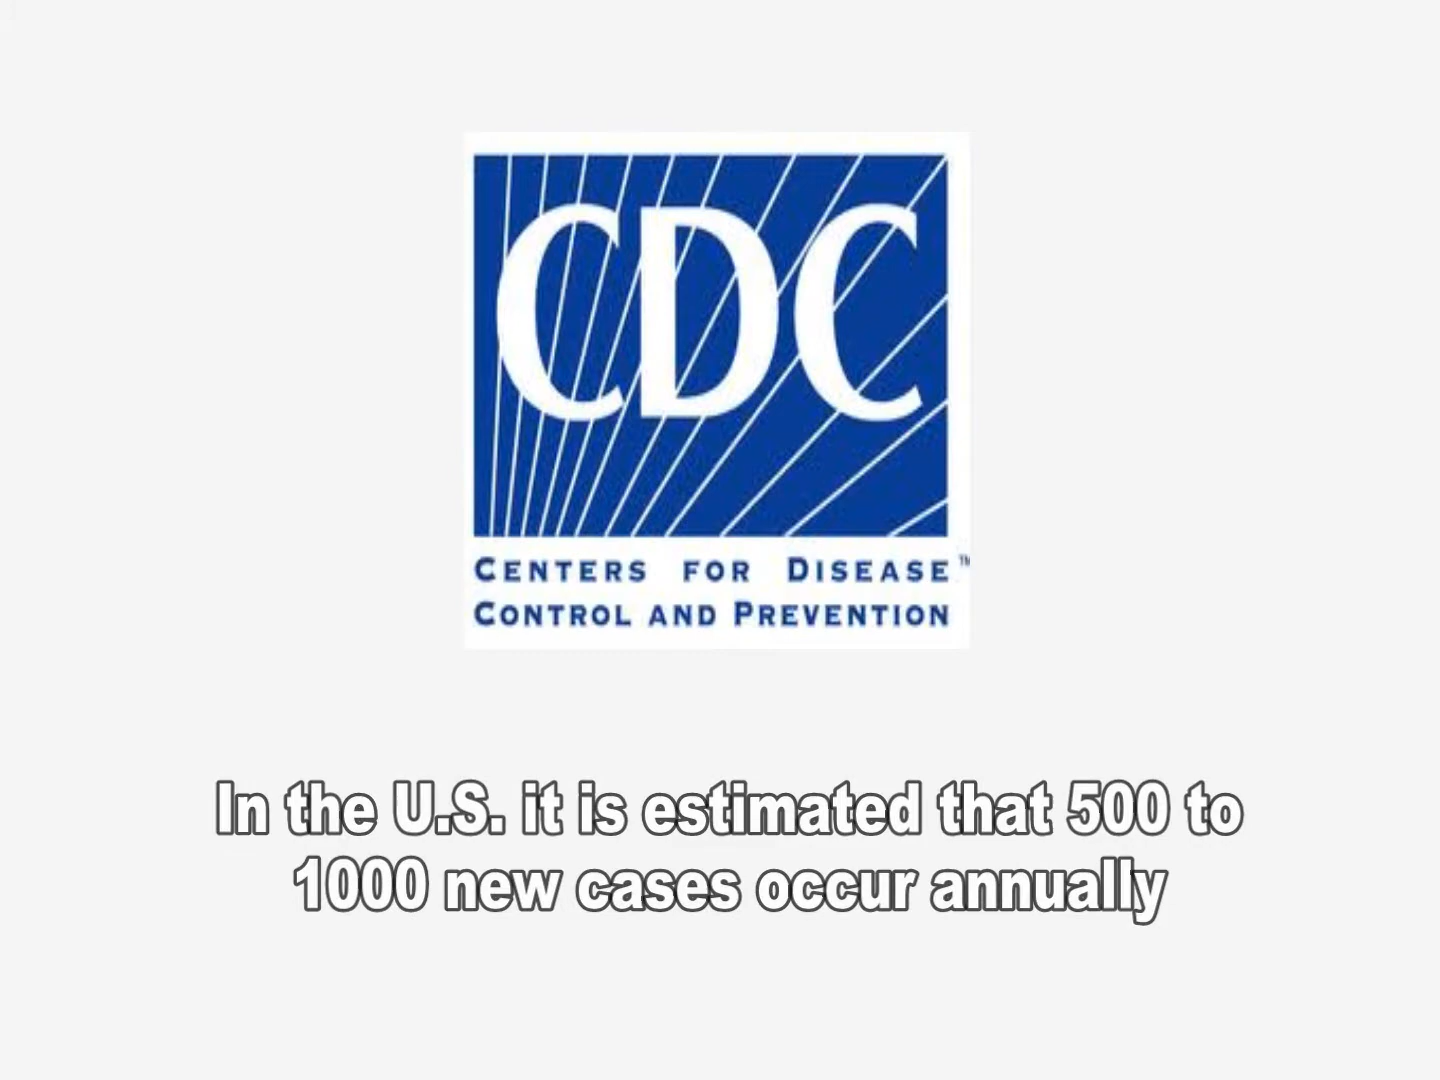 CDC
CENTERS FOR DISEASE™
CONTROL AND PREVENTION
In the U.S. it is estimated that 500 to
1000 new cases occur annually